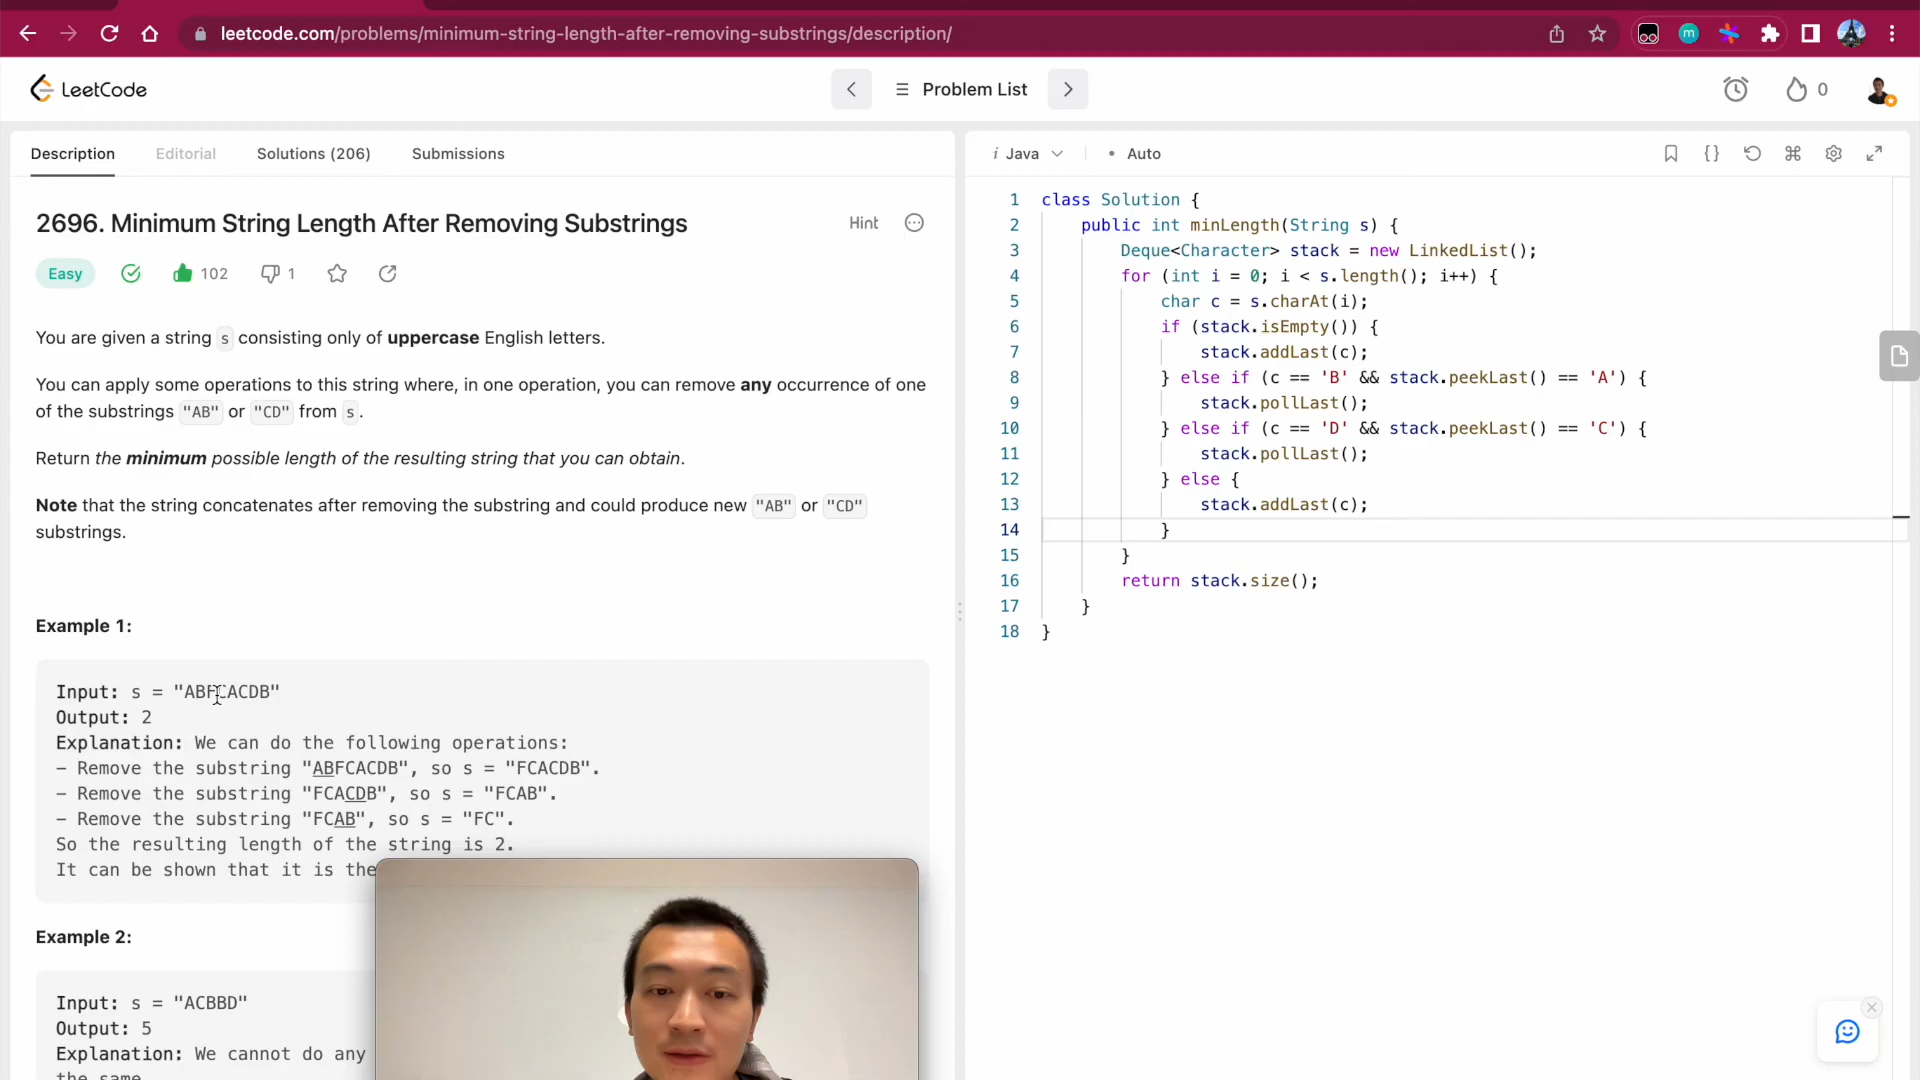 leetcode.com/problems/minimum-string-length-after-removing-substrings/description/
LeetCode
Problem List
0
Description
Editorial
Solutions (206)
Submissions
2696. Minimum String Length After Removing Substrings
Hint
Easy
102
1
You are given a string s consisting only of uppercase English letters.
You can apply some operations to this string where, in one operation, you can remove any occurrence of one
of the substrings "AB" or "CD" from s.
Return the minimum possible length of the resulting string that you can obtain.
Note that the string concatenates after removing the substring and could produce new "AB" or "CD"
substrings.
Example 1:
Input: s = "ABFCACDB"
Output: 2
Explanation: We can do the following operations:
- Remove the substring "ABFCACDB", so s = "FCACDB".
- Remove the substring "FCACDB", so s = "FCAB".
- Remove the substring "FCAB", so s = "FC".
So the resulting length of the string is 2.
It can be shown that it is the
Example 2:
Input: s = "ACBBD"
Output: 5
Explanation: We cannot do any
the same.
i Java
• Auto
1 class Solution {
2 public int minLength(String s) {
3 Deque<Character> stack = new LinkedList();
4 for (int i = 0; i < s.length(); i++) {
5 char c = s.charAt(i);
6 if (stack.isEmpty()) {
7 stack.addLast(c);
8 } else if (c == 'B' && stack.peekLast() == 'A') {
9 stack.pollLast();
10 } else if (c == 'D' && stack.peekLast() == 'C') {
11 stack.pollLast();
12 } else {
13 stack.addLast(c);
14 }
15 }
16 return stack.size();
17 }
18 }